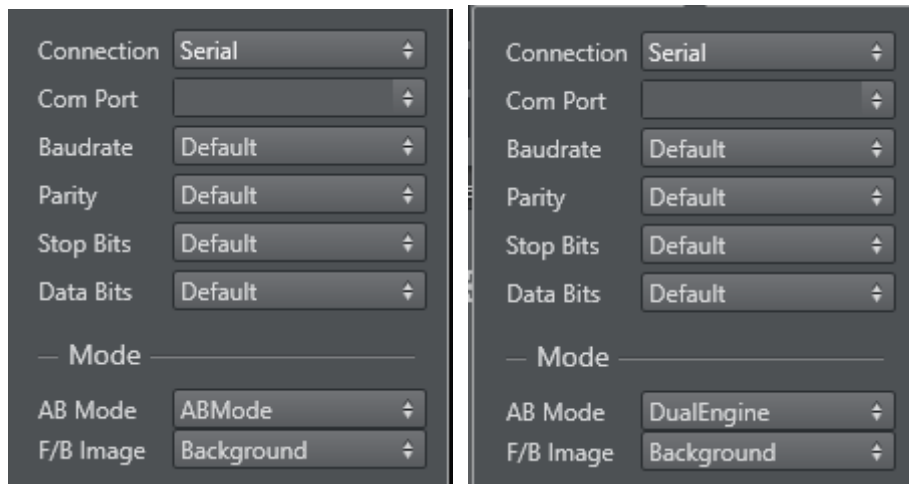 Connection Serial
Com Port
Baudrate Default
Parity Default
Stop Bits Default
Data Bits Default
Mode
AB Mode ABMode
F/B Image Background
Connection Serial
Com Port
Baudrate Default
Parity Default
Stop Bits Default
Data Bits Default
Mode
AB Mode DualEngine
F/B Image Background